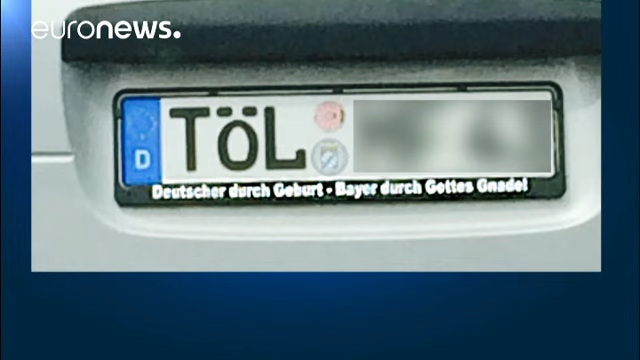 euronews.
TÖL
D
Deutscher durch Geburt - Bayer durch Gottes Gnade!